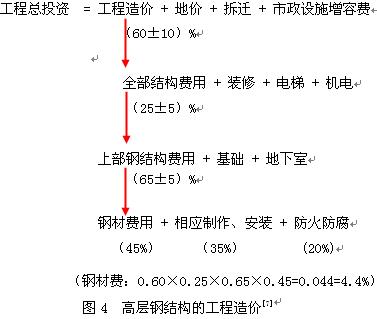 工程总投资 = 工程造价 + 地价 + 拆迁 + 市政设施增容费
(60±10) %
全部结构费用 + 装修 + 电梯 + 机电
(25±5) %
上部钢结构费用 + 基础 + 地下室
(65±5) %
钢材费用 + 相应制作、安装 + 防火防腐
(45%) (35%) (20%)
(钢材费：0.60×0.25×0.65×0.45=0.044=4.4%)
图 4 高层钢结构的工程造价[7]